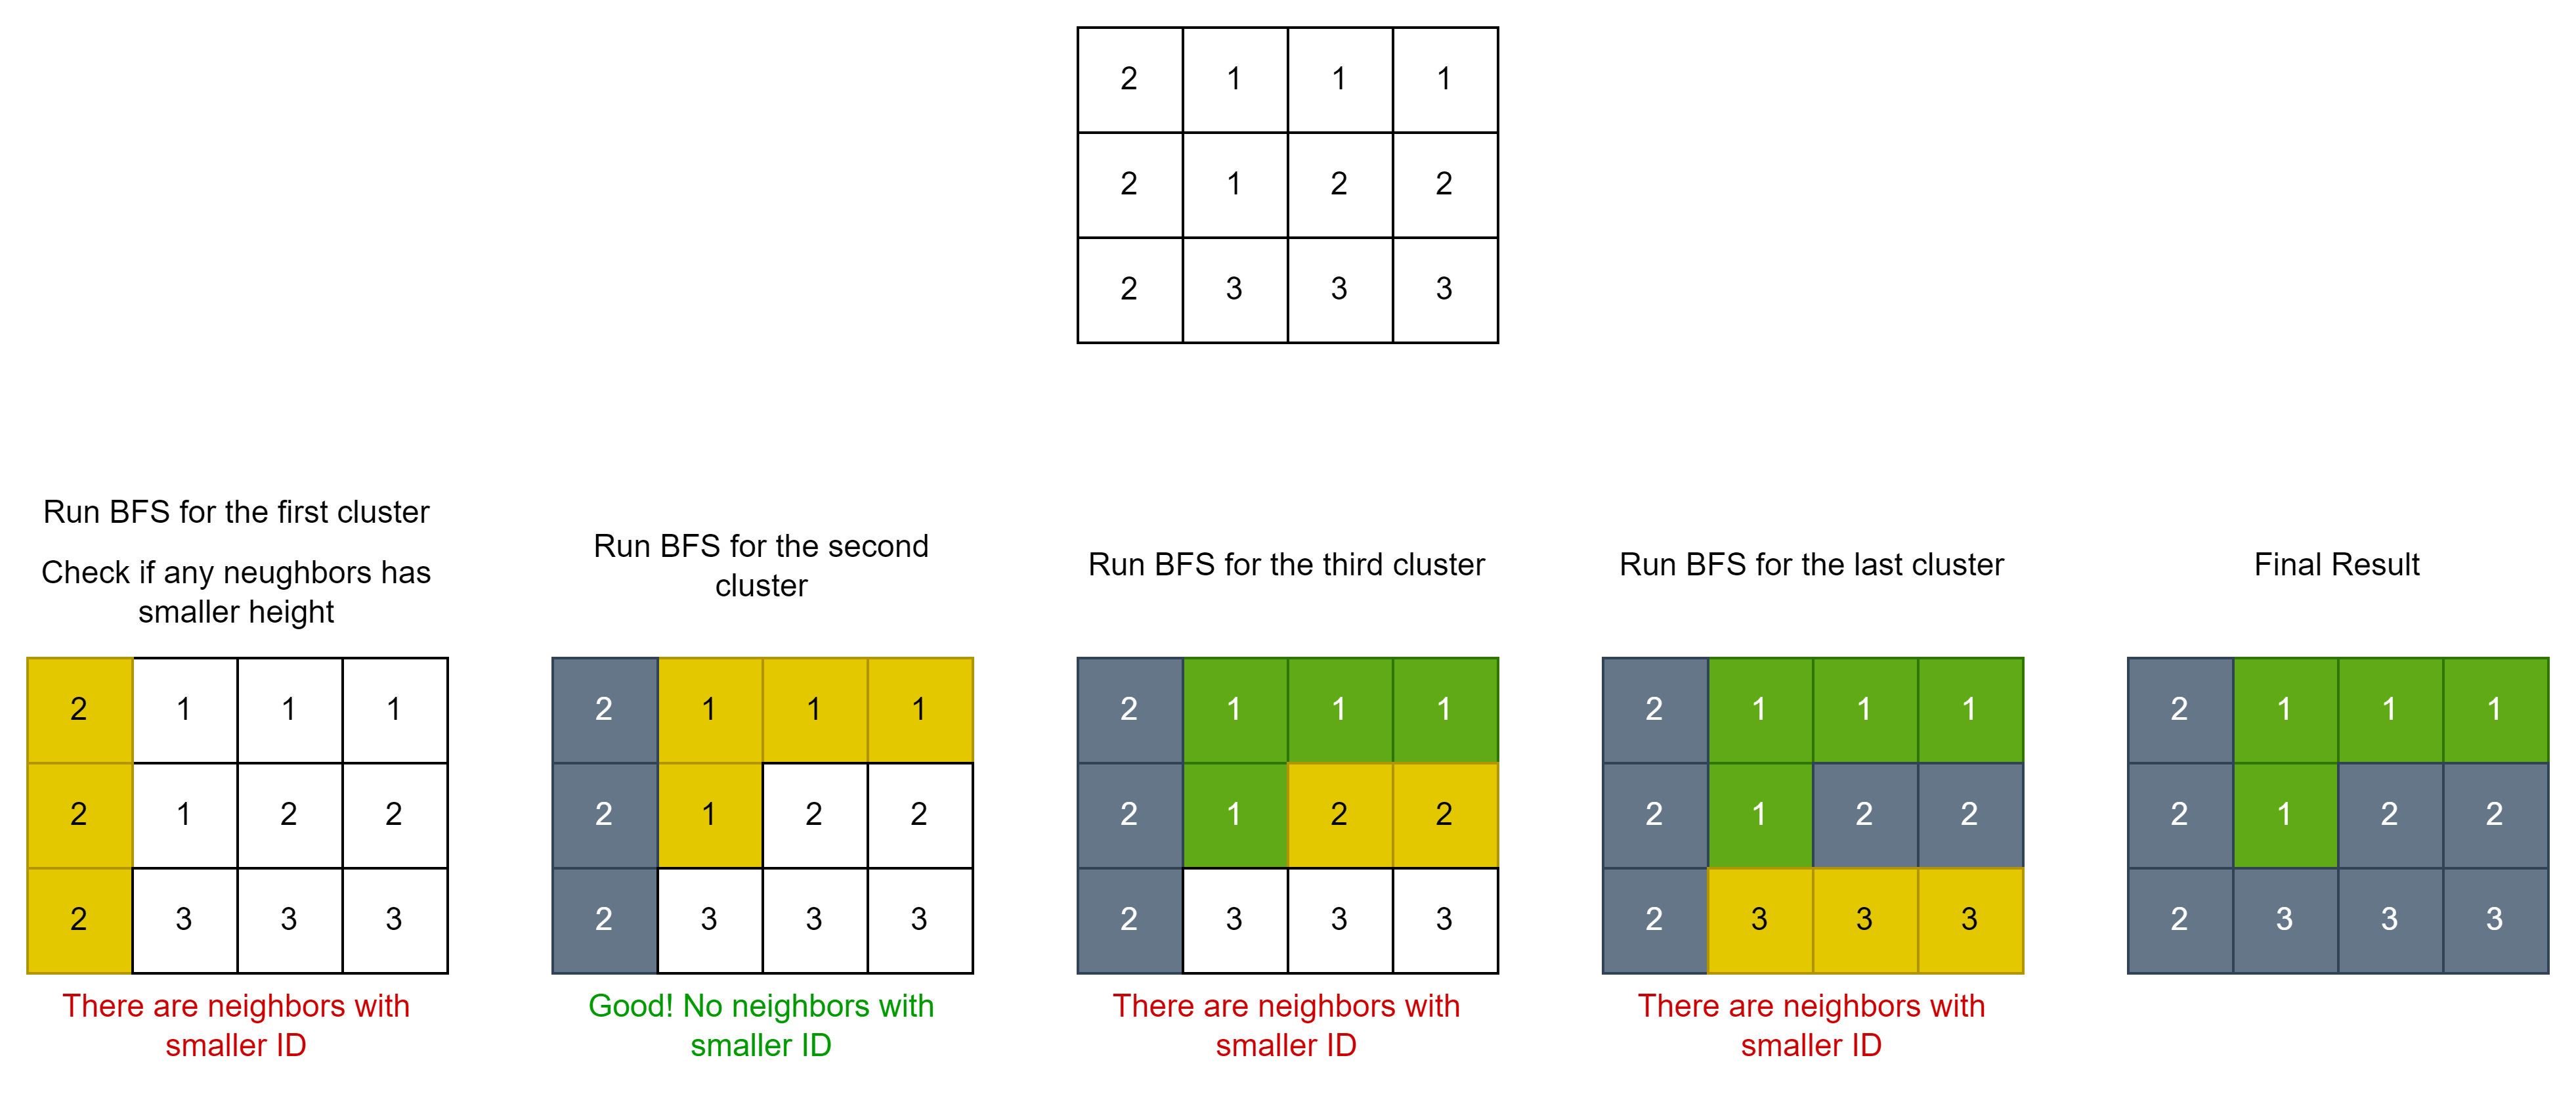 2 1 1 1
2 1 2 2
2 3 3 3
Run BFS for the first cluster
Check if any neughbors has
smaller height
2 1 1 1
2 1 2 2
2 3 3 3
There are neighbors with
smaller ID
Run BFS for the second
cluster
2 1 1 1
2 1 2 2
2 3 3 3
Good! No neighbors with
smaller ID
Run BFS for the third cluster
2 1 1 1
2 1 2 2
2 3 3 3
There are neighbors with
smaller ID
Run BFS for the last cluster
2 1 1 1
2 1 2 2
2 3 3 3
There are neighbors with
smaller ID
Final Result
2 1 1 1
2 1 2 2
2 3 3 3